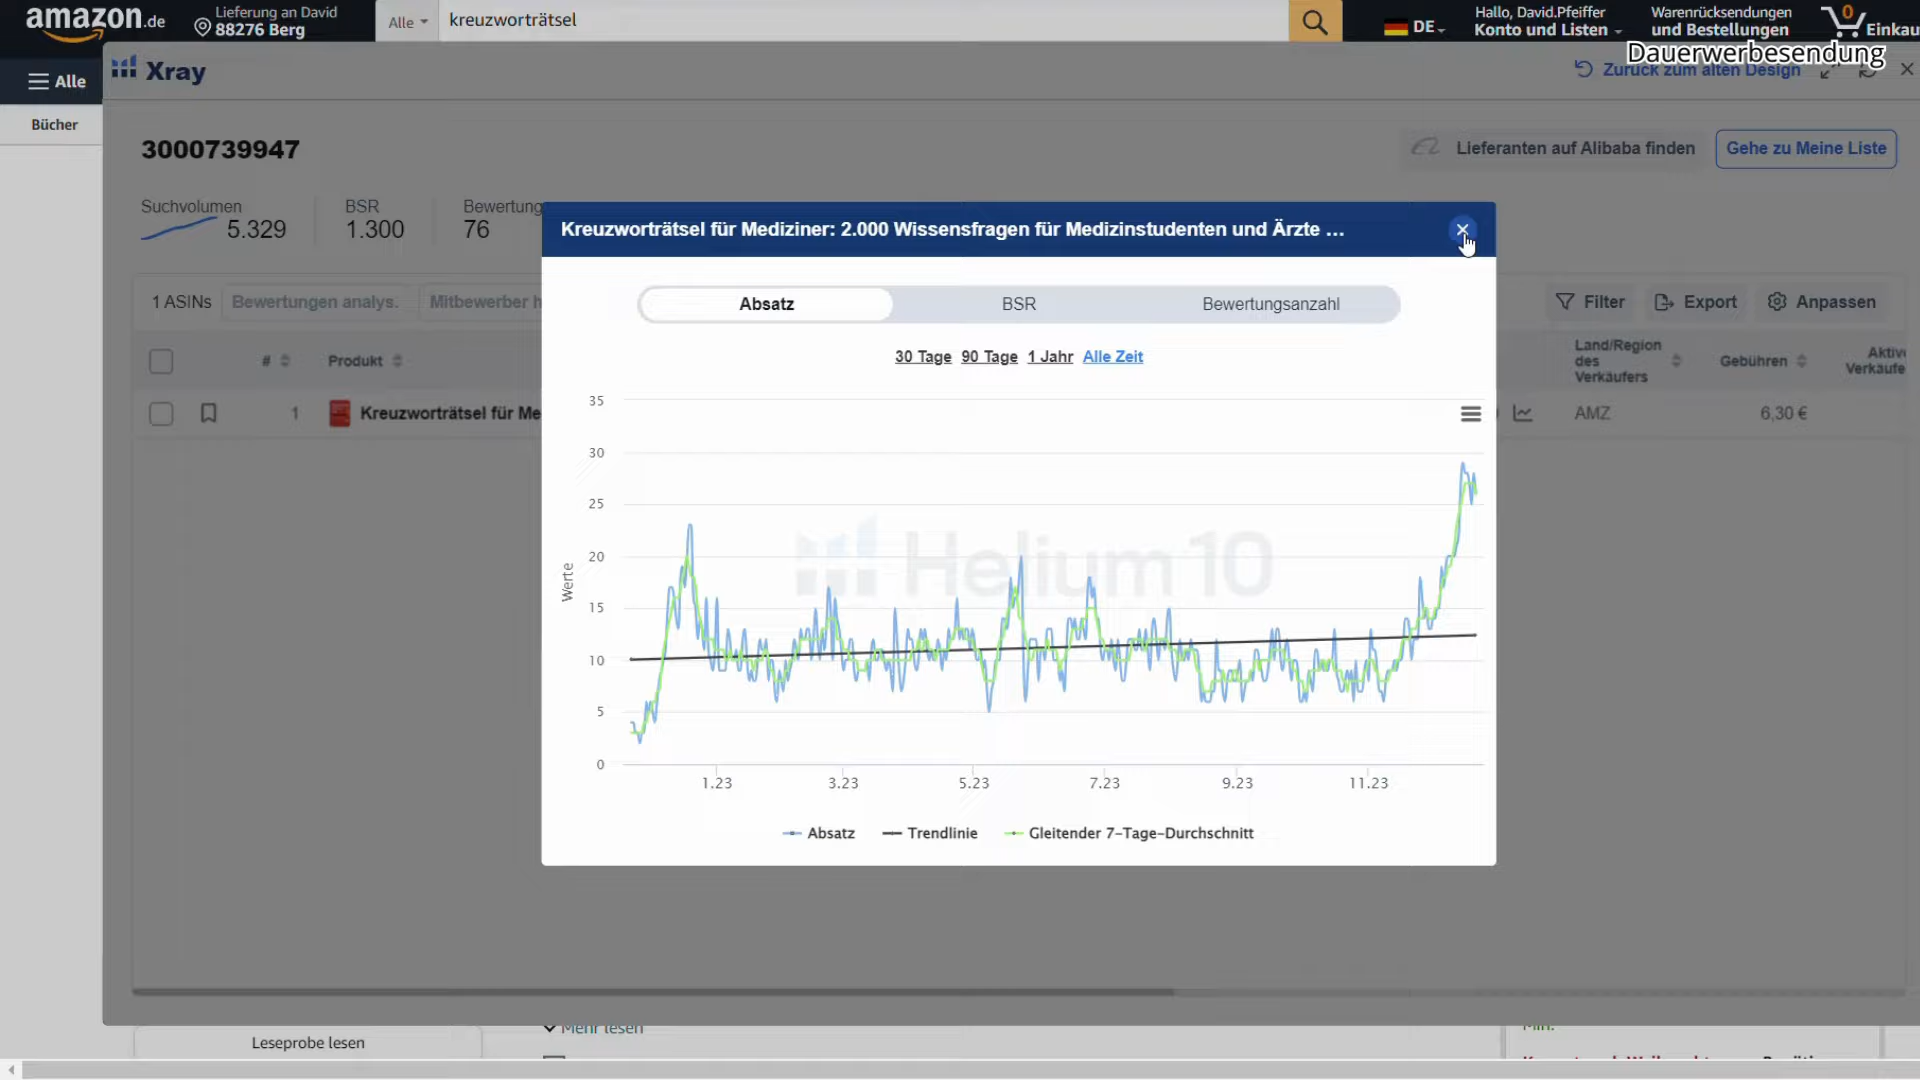 amazon.de
Lieferung an David
88276 Berg
Alle
kreuzworträtsel
DE
Hallo, David.Pfeiffer
Konto und Listen
Warenrücksendungen
und Bestellungen
0
Einkau
Dauerwerbesendung
Alle
Xray
Zurück zum alten Design
Bücher
3000739947
Lieferanten auf Alibaba finden
Gehe zu Meine Liste
Suchvolumen
5.329
BSR
1.300
Bewertung
76
Kreuzworträtsel für Mediziner: 2.000 Wissensfragen für Medizinstudenten und Ärzte ...
1 ASINs
Bewertungen analys.
Mitbewerber h
Absatz
BSR
Bewertungsanzahl
Filter
Export
Anpassen
30 Tage 90 Tage 1 Jahr Alle Zeit
#
Produkt
Land/Region
des
Verkäufers
Gebühren
Aktiv
Verkäufe
1
Kreuzworträtsel für Me
AMZ
6,30 €
35
30
25
20
15
10
5
0
Werte
Helium 10
1.23
3.23
5.23
7.23
9.23
11.23
Absatz
Trendlinie
Gleitender 7-Tage-Durchschnitt
Mehr lesen
Leseprobe lesen